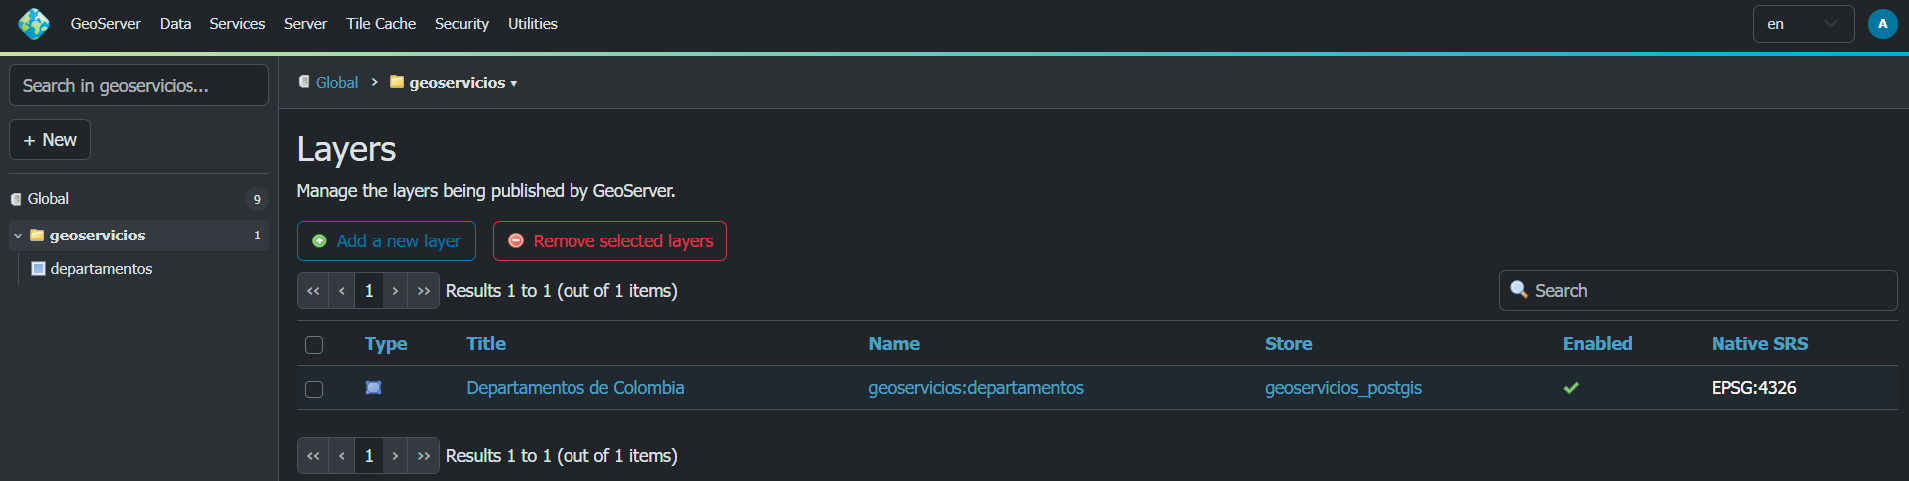 GeoServer Data Services Server Tile Cache Security Utilities en A
Search in geoservicios...
+ New
Global 9
geoservicios 1
departamentos
Global > geoservicios
Layers
Manage the layers being published by GeoServer.
Add a new layer Remove selected layers
<< < 1 > >> Results 1 to 1 (out of 1 items) Search
Type Title Name Store Enabled Native SRS
Departamentos de Colombia geoservicios:departamentos geoservicios_postgis EPSG:4326
<< < 1 > >> Results 1 to 1 (out of 1 items)